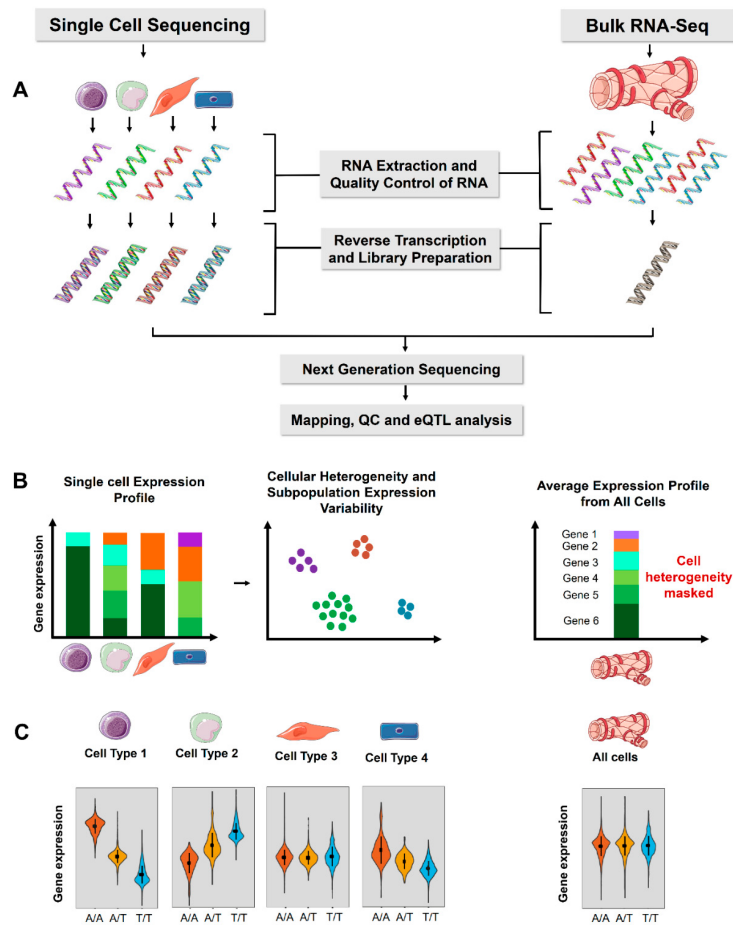 Single Cell Sequencing
Bulk RNA-Seq
A
RNA Extraction and
Quality Control of RNA
Reverse Transcription
and Library Preparation
Next Generation Sequencing
Mapping, QC and eQTL analysis
B
Single cell Expression
Profile
Cellular Heterogeneity and
Subpopulation Expression
Variability
Average Expression Profile
from All Cells
Gene expression
Gene 1
Gene 2
Gene 3
Gene 4
Gene 5
Gene 6
Cell
heterogeneity
masked
C
Cell Type 1
Cell Type 2
Cell Type 3
Cell Type 4
All cells
Gene expression
A/A A/T T/T
A/A A/T T/T
A/A A/T T/T
A/A A/T T/T
Gene expression
A/A A/T T/T